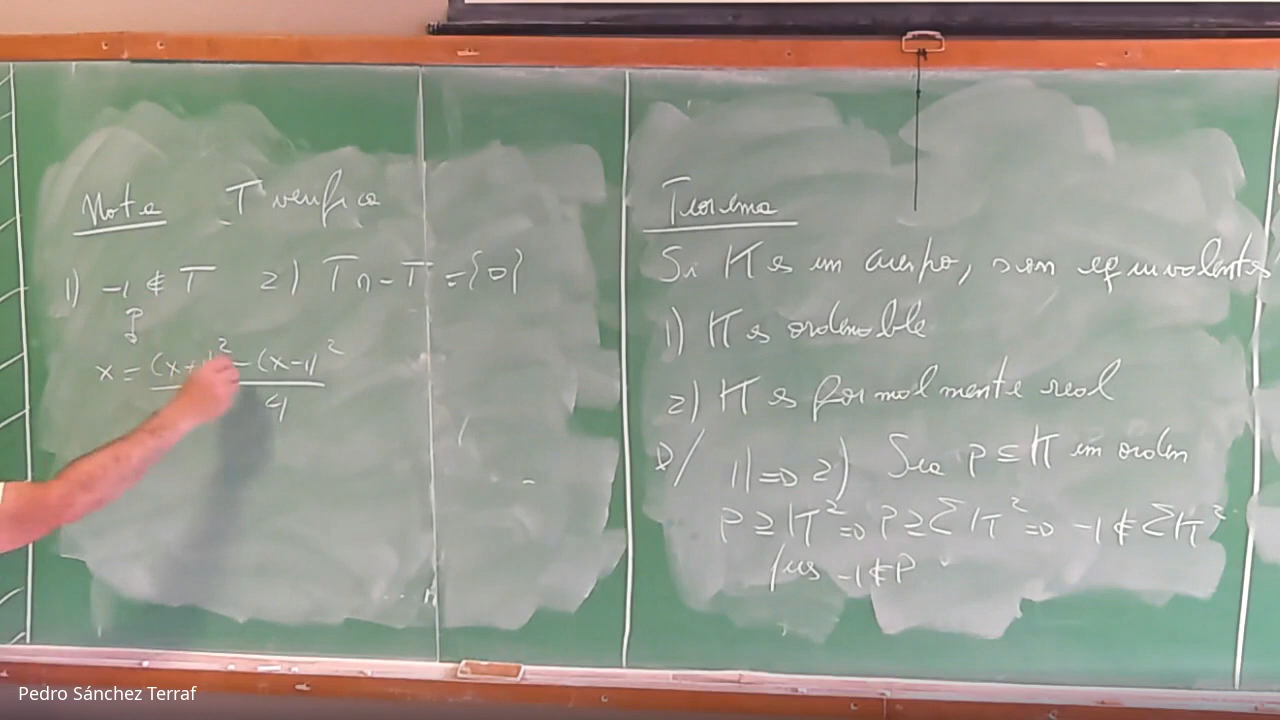 Nota T verifica
1) -1 ∉ T 2) T ∩ -T = {0}
x = (x+1)² - (x-1)² / 4
Teorema
Si K es un cuerpo, son equivalentes
1) K es ordenable
2) K es formalmente real
D/ 1) ⇒ 2) Sea P ⊆ K un orden
P ⊇ K² ⇒ P ⊇ ΣK² ⇒ -1 ∉ ΣK²
pues -1 ∉ P
Pedro Sánchez Terraf